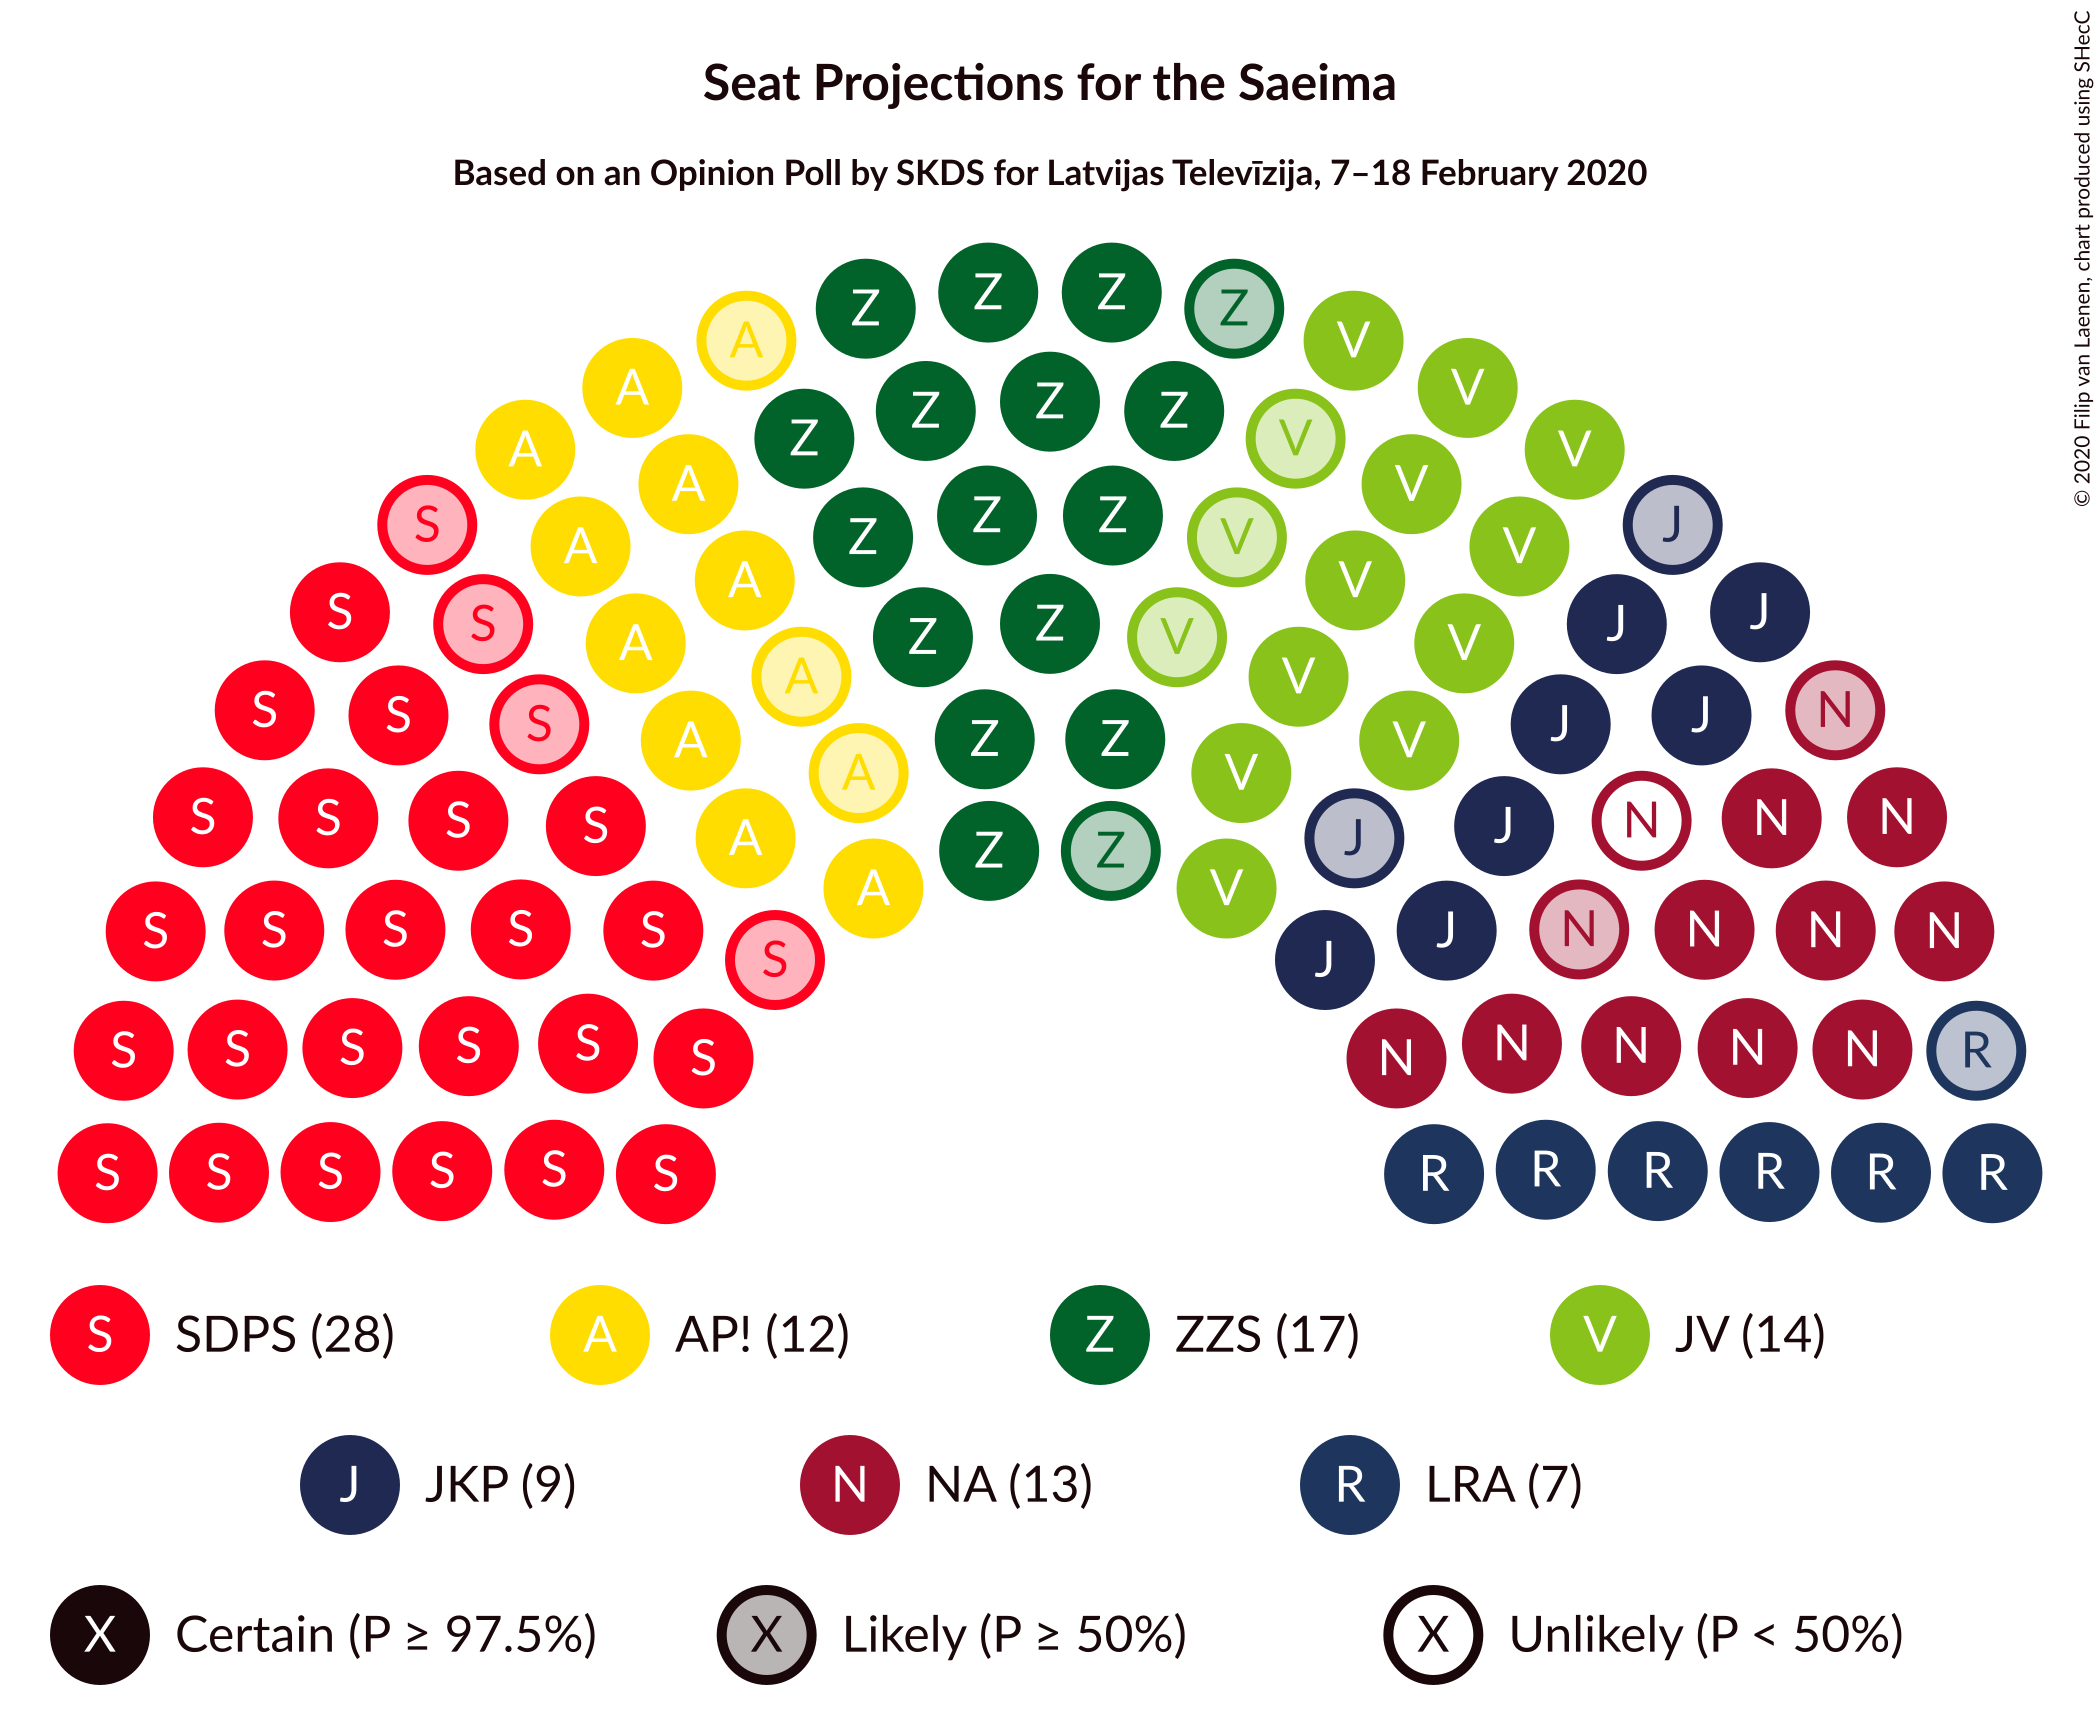 Seat Projections for the Saeima
Based on an Opinion Poll by SKDS for Latvijas Televīzija, 7–18 February 2020
© 2020 Filip van Laenen, chart produced using SHecC
Z Z Z Z
A Z Z Z Z V
A Z Z V V
A A Z Z Z V V V
S A A Z Z V V J
S S A A Z V V J J
S S S A A Z Z V V J J N
S S S S A A Z Z V J J N N N
S S S S S S A V J J N N N N
S S S S S S N N N N N R
S S S S S S R R R R R R
S SDPS (28) A AP! (12) Z ZZS (17) V JV (14)
J JKP (9) N NA (13) R LRA (7)
X Certain (P ≥ 97.5%) X Likely (P ≥ 50%) X Unlikely (P < 50%)